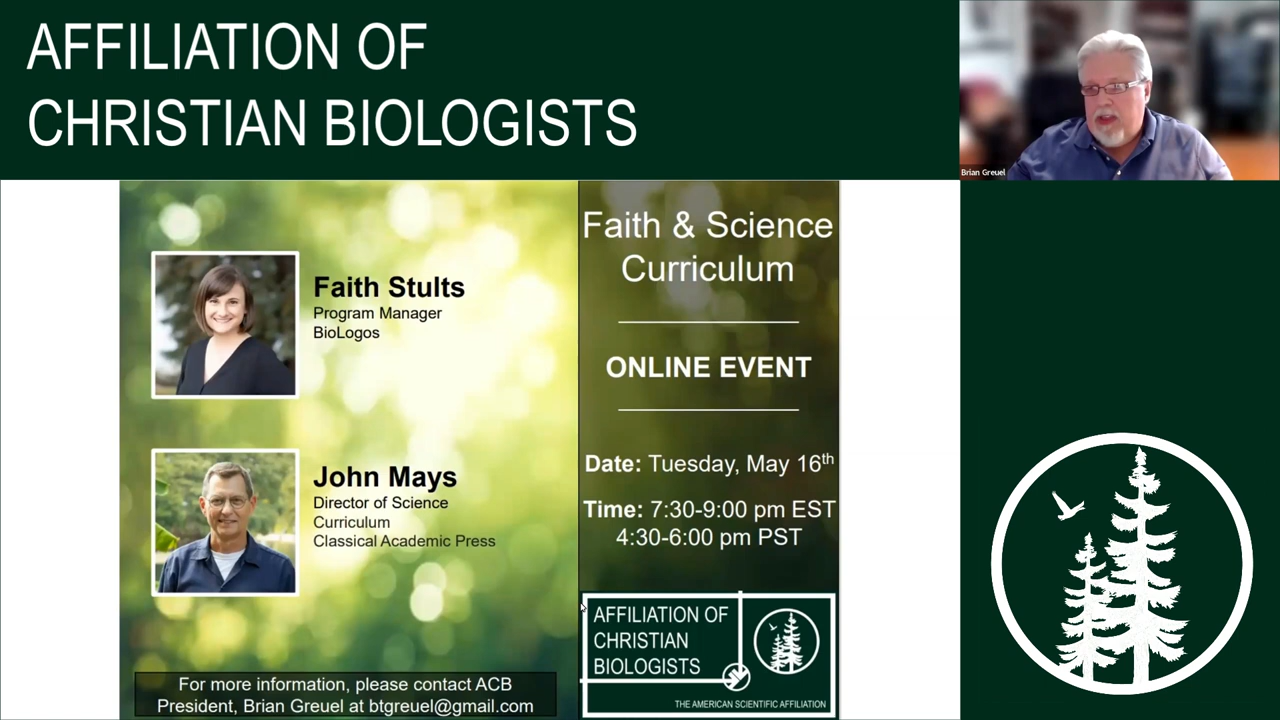 AFFILIATION OF
CHRISTIAN BIOLOGISTS
Brian Greuel
Faith Stults
Program Manager
BioLogos
John Mays
Director of Science
Curriculum
Classical Academic Press
For more information, please contact ACB
President, Brian Greuel at btgreuel@gmail.com
Faith & Science
Curriculum
ONLINE EVENT
Date: Tuesday, May 16th
Time: 7:30-9:00 pm EST
4:30-6:00 pm PST
AFFILIATION OF
CHRISTIAN
BIOLOGISTS
THE AMERICAN SCIENTIFIC AFFILIATION